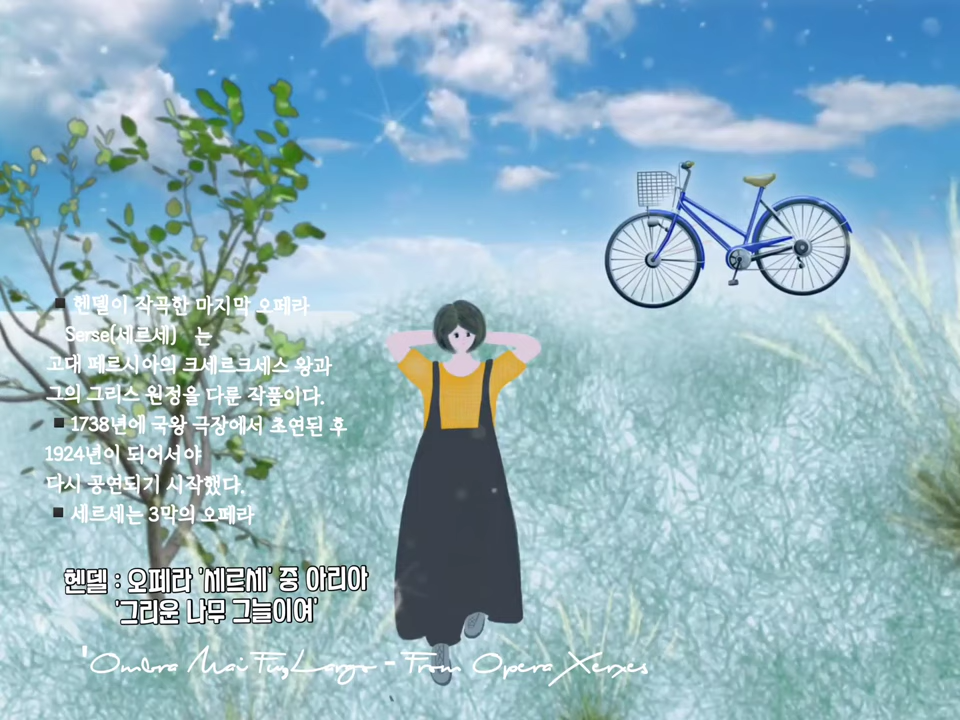 ■ 헨델이 작곡한 마지막 오페라
Serse(세르세) 는
고대 페르시아의 크세르크세스 왕과
그의 그리스 원정을 다룬 작품이다.
■ 1738년에 국왕 극장에서 초연된 후
1924년이 되어서야
다시 공연되기 시작했다.
■ 세르세는 3막의 오페라
헨델 : 오페라 '세르세' 중 아리아
'그리운 나무 그늘이여'
'Ombra Mai Fu, Largo - From Opera Xerxes